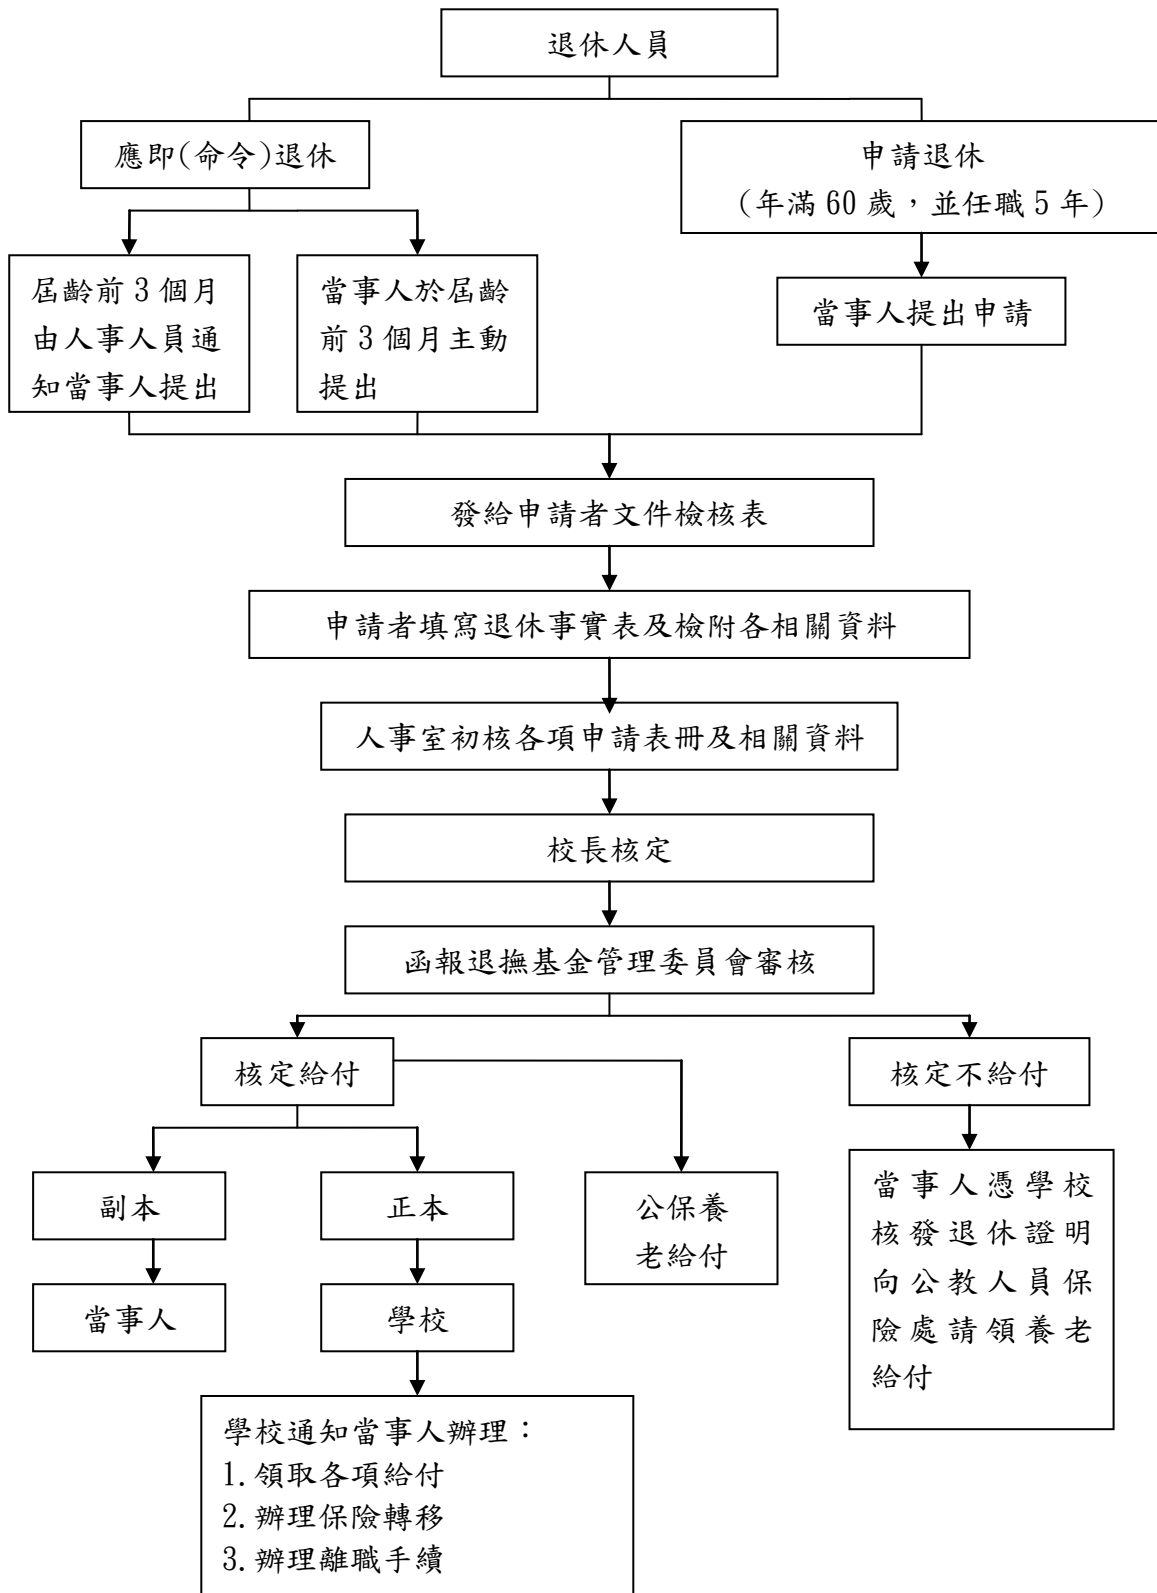 退休人員
應即(命令)退休
申請退休
(年滿 60 歲，並任職 5 年)
屆齡前 3 個月
由人事人員通
知當事人提出
當事人於屆齡
前 3 個月主動
提出
當事人提出申請
發給申請者文件檢核表
申請者填寫退休事實表及檢附各相關資料
人事室初核各項申請表冊及相關資料
校長核定
函報退撫基金管理委員會審核
核定給付
核定不給付
副本
正本
公保養
老給付
當事人憑學校
核發退休證明
向公教人員保
險處請領養老
給付
當事人
學校
學校通知當事人辦理：
1.領取各項給付
2.辦理保險轉移
3.辦理離職手續